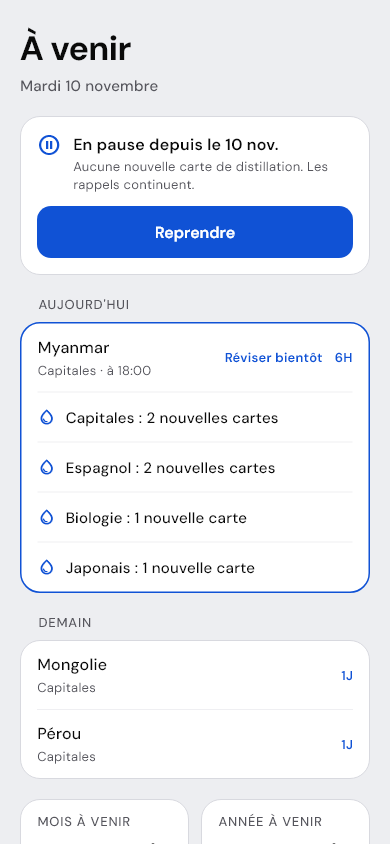 À venir
Mardi 10 novembre
En pause depuis le 10 nov.
Aucune nouvelle carte de distillation. Les
rappels continuent.
Reprendre
AUJOURD'HUI
Myanmar
Réviser bientôt 6H
Capitales · à 18:00
Capitales : 2 nouvelles cartes
Espagnol : 2 nouvelles cartes
Biologie : 1 nouvelle carte
Japonais : 1 nouvelle carte
DEMAIN
Mongolie
1J
Capitales
Pérou
1J
Capitales
MOIS À VENIR
ANNÉE À VENIR